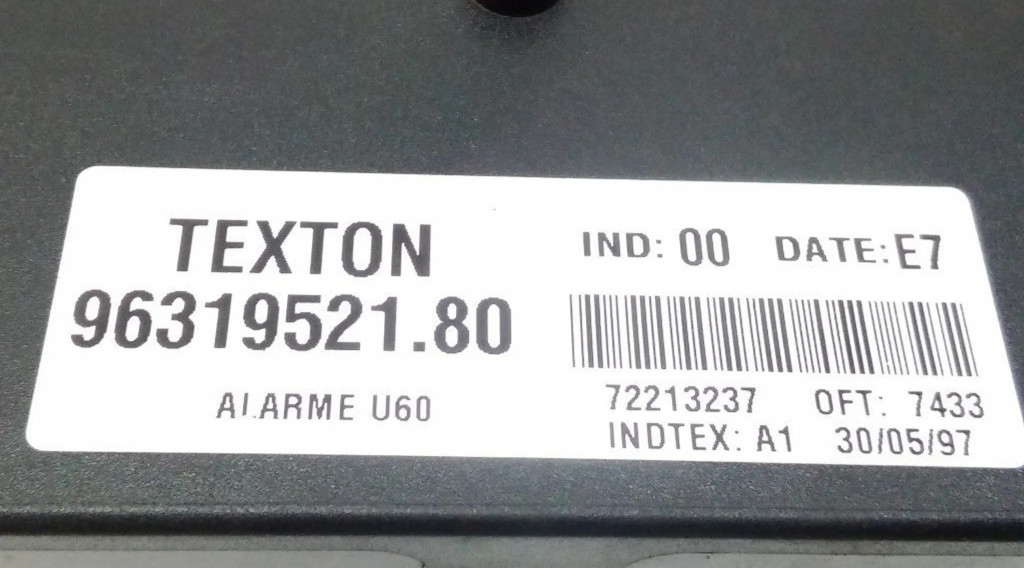 TEXTON
96319521.80
ALARME U60
IND: 00 DATE: E7
72213237 OFT: 7433
INDTEX: A1 30/05/97